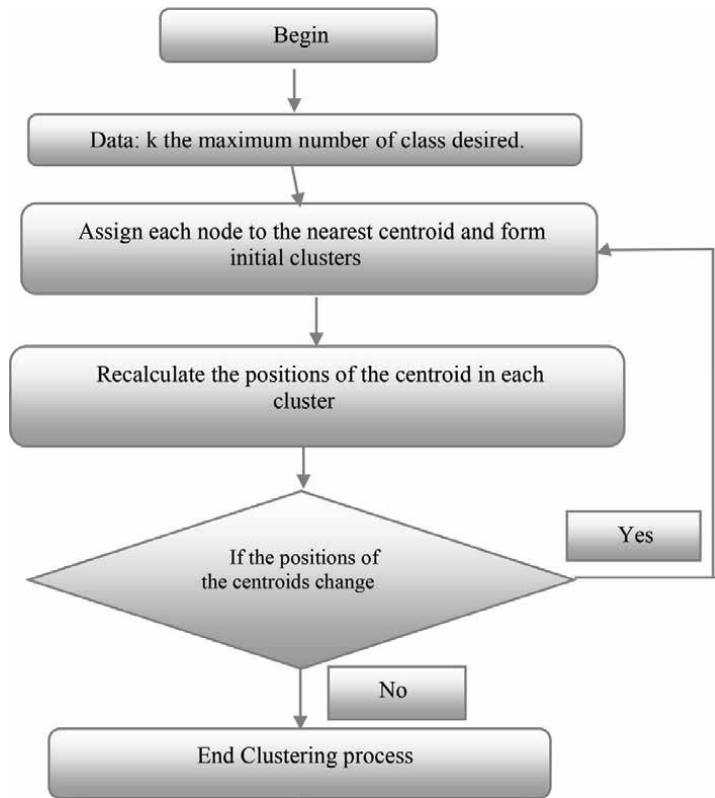 Begin
Data: k the maximum number of class desired.
Assign each node to the nearest centroid and form
initial clusters
Recalculate the positions of the centroid in each
cluster
If the positions of
the centroids change
Yes
No
End Clustering process